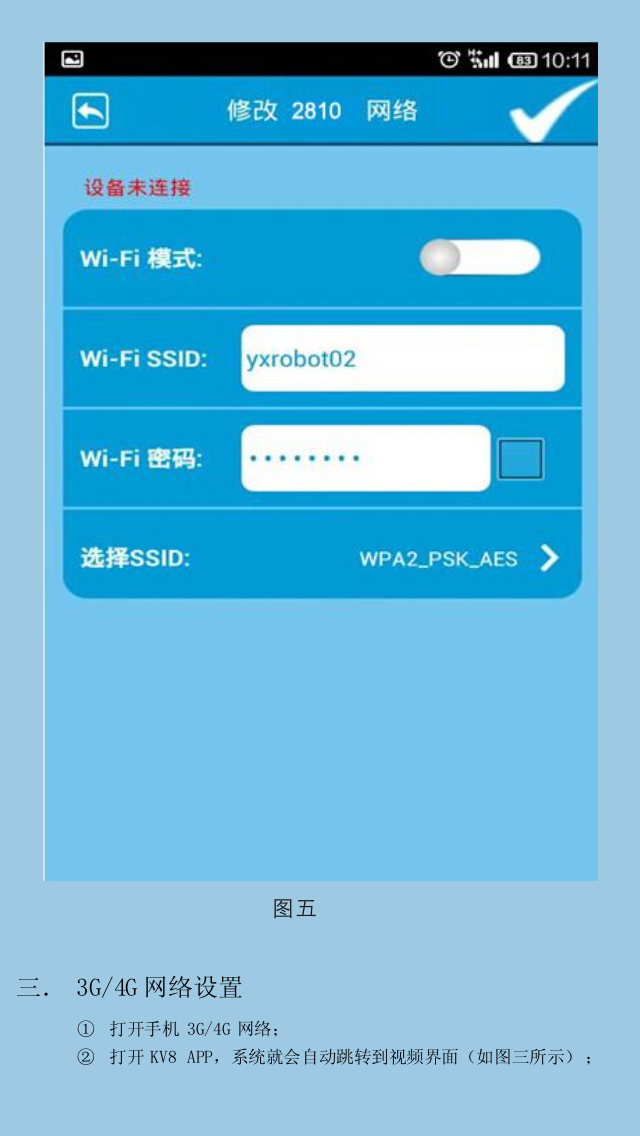 83 10:11
修改 2810 网络
设备未连接
Wi-Fi 模式:
Wi-Fi SSID: yxrobot02
Wi-Fi 密码: ••••••••
选择SSID: WPA2_PSK_AES
图五
三. 3G/4G 网络设置
① 打开手机 3G/4G 网络;
② 打开 KV8 APP, 系统就会自动跳转到视频界面（如图三所示）;